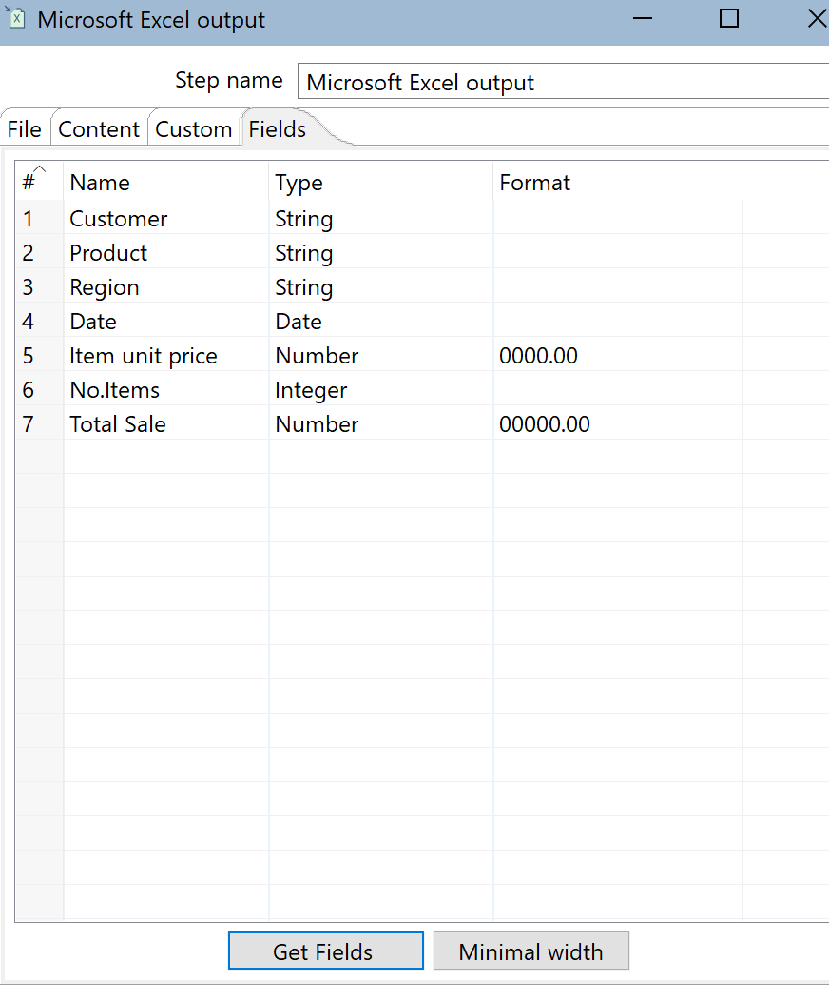 Microsoft Excel output
Step name Microsoft Excel output
File Content Custom Fields
# Name Type Format
1 Customer String
2 Product String
3 Region String
4 Date Date
5 Item unit price Number 0000.00
6 No.Items Integer
7 Total Sale Number 00000.00
Get Fields Minimal width